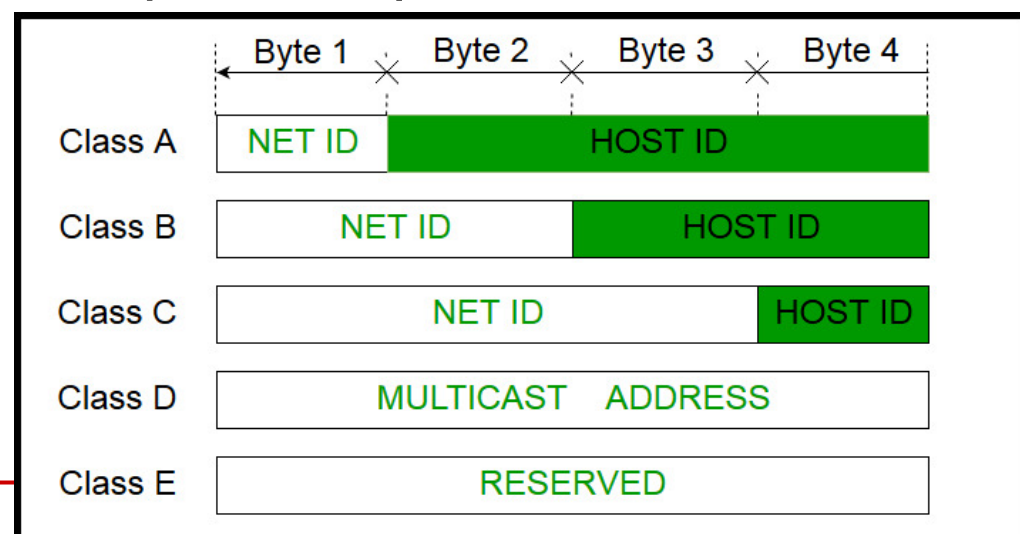 Byte 1 Byte 2 Byte 3 Byte 4
Class A NET ID HOST ID
Class B NET ID HOST ID
Class C NET ID HOST ID
Class D MULTICAST ADDRESS
Class E RESERVED